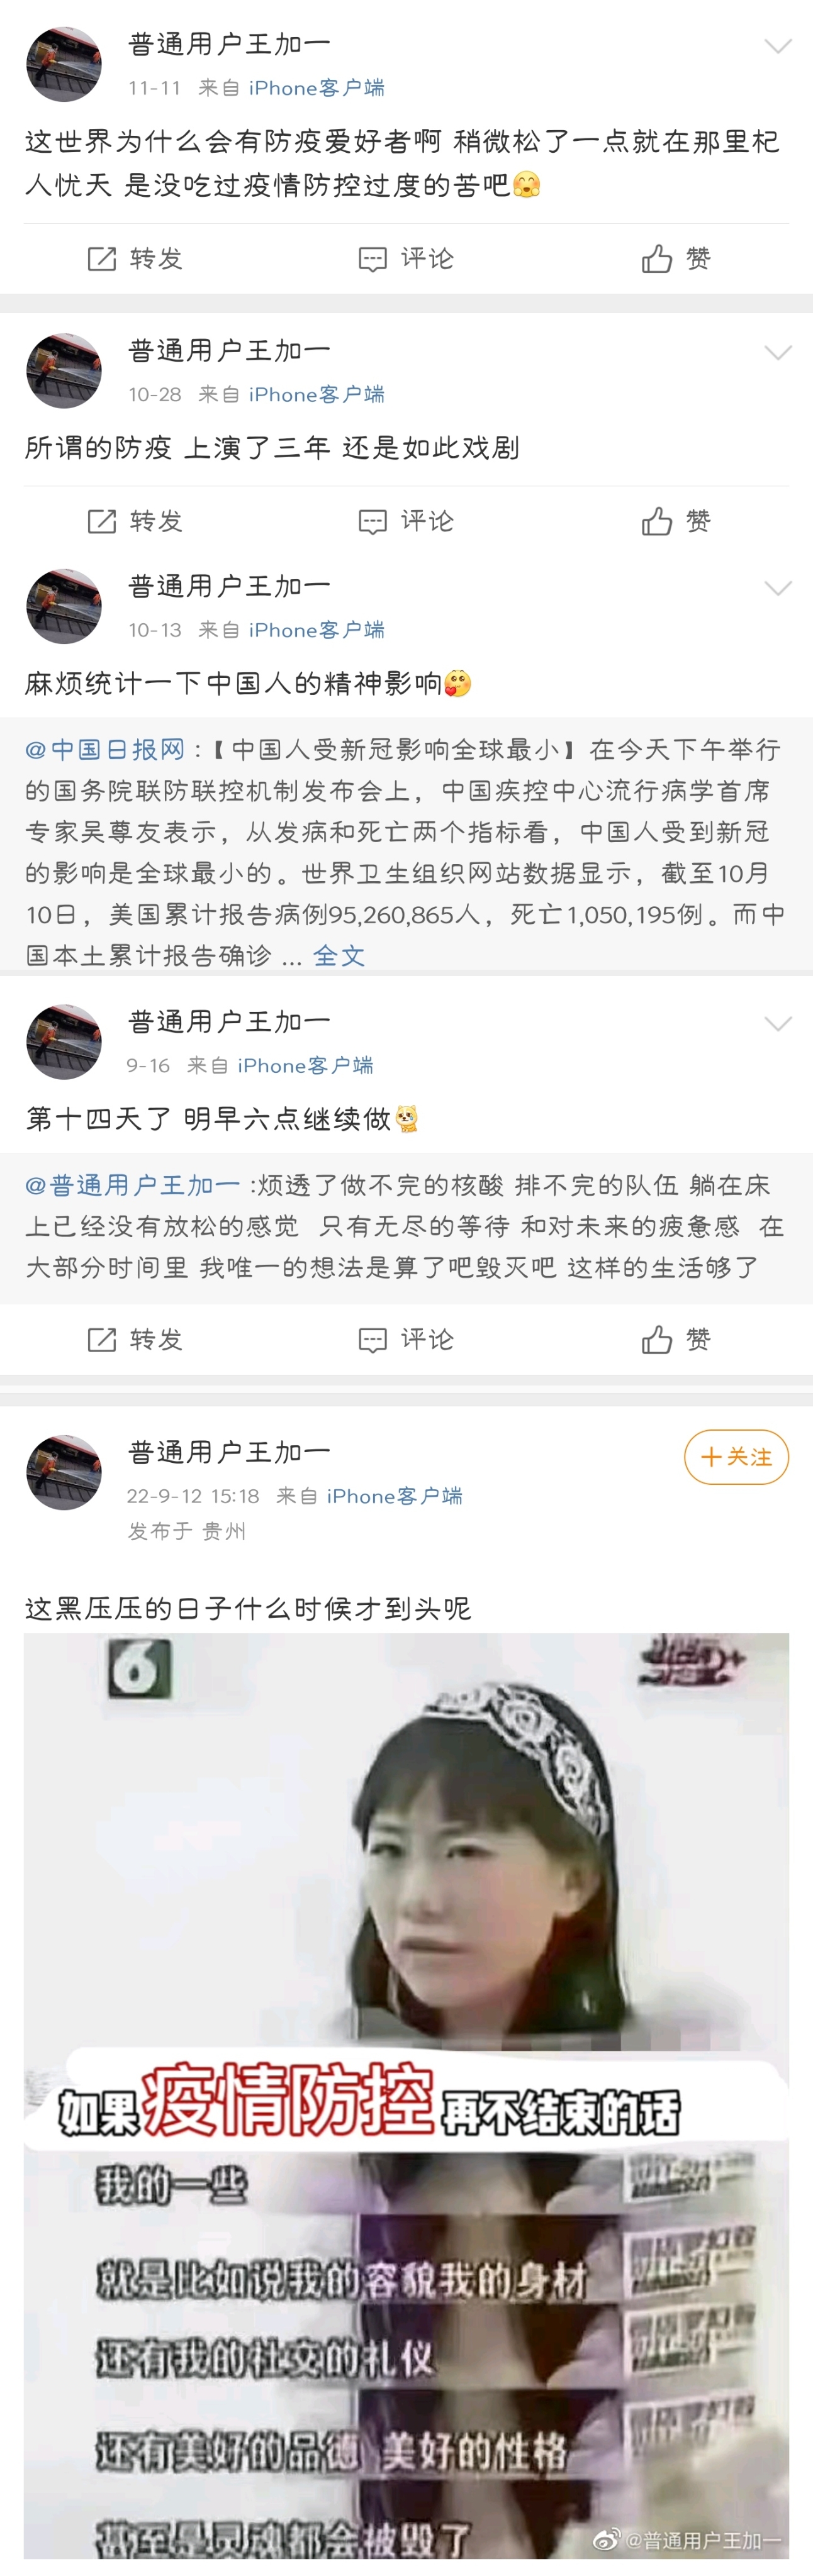 普通用户王加一
11-11 来自 iPhone客户端
这世界为什么会有防疫爱好者啊 稍微松了一点就在那里杞
人忧天 是没吃过疫情防控过度的苦吧
转发 评论 赞
普通用户王加一
10-28 来自 iPhone客户端
所谓的防疫 上演了三年 还是如此戏剧
转发 评论 赞
普通用户王加一
10-13 来自 iPhone客户端
麻烦统计一下中国人的精神影响
@中国日报网:【中国人受新冠影响全球最小】在今天下午举行
的国务院联防联控机制发布会上，中国疾控中心流行病学首席
专家吴尊友表示，从发病和死亡两个指标看，中国人受到新冠
的影响是全球最小的。世界卫生组织网站数据显示，截至10月
10日，美国累计报告病例95,260,865人，死亡1,050,195例。而中
国本土累计报告确诊 ... 全文
普通用户王加一
9-16 来自 iPhone客户端
第十四天了 明早六点继续做
@普通用户王加一:烦透了做不完的核酸 排不完的队伍 躺在床
上已经没有放松的感觉 只有无尽的等待 和对未来的疲惫感 在
大部分时间里 我唯一的想法是算了吧毁灭吧 这样的生活够了
转发 评论 赞
普通用户王加一
+关注
22-9-12 15:18 来自 iPhone客户端
发布于 贵州
这黑压压的日子什么时候才到头呢
6
如果疫情防控再不结束的话
我的一些
就是比如说我的容貌我的身材
还有我的社交的礼仪
还有美好的品德 美好的性格
甚至是灵魂都会被毁了
@普通用户王加一